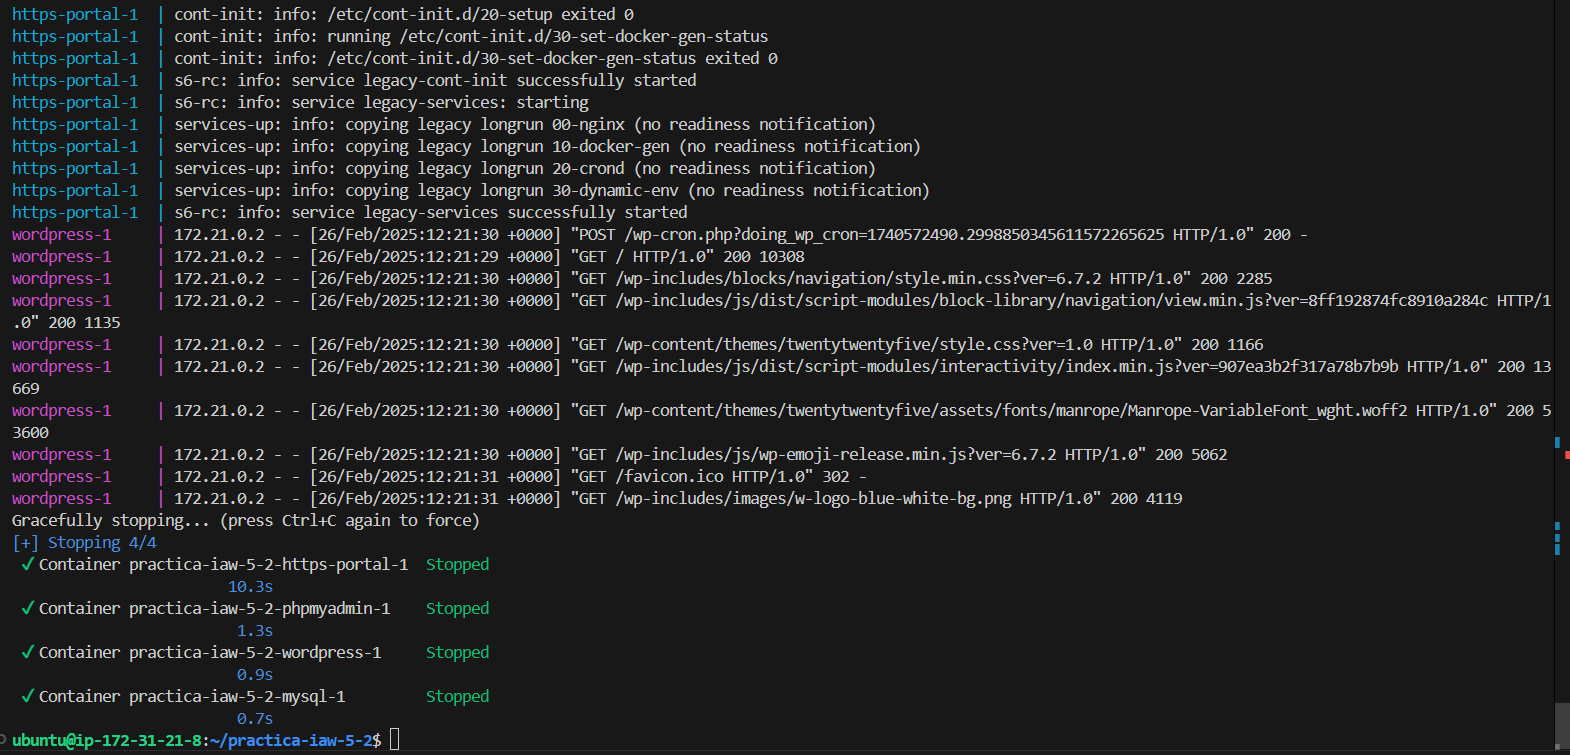 https-portal-1  | cont-init: info: /etc/cont-init.d/20-setup exited 0
https-portal-1  | cont-init: info: running /etc/cont-init.d/30-set-docker-gen-status
https-portal-1  | cont-init: info: /etc/cont-init.d/30-set-docker-gen-status exited 0
https-portal-1  | s6-rc: info: service legacy-cont-init successfully started
https-portal-1  | s6-rc: info: service legacy-services: starting
https-portal-1  | services-up: info: copying legacy longrun 00-nginx (no readiness notification)
https-portal-1  | services-up: info: copying legacy longrun 10-docker-gen (no readiness notification)
https-portal-1  | services-up: info: copying legacy longrun 20-crond (no readiness notification)
https-portal-1  | services-up: info: copying legacy longrun 30-dynamic-env (no readiness notification)
https-portal-1  | s6-rc: info: service legacy-services successfully started
wordpress-1     | 172.21.0.2 - - [26/Feb/2025:12:21:30 +0000] "POST /wp-cron.php?doing_wp_cron=1740572490.2998850345611572265625 HTTP/1.0" 200 -
wordpress-1     | 172.21.0.2 - - [26/Feb/2025:12:21:29 +0000] "GET / HTTP/1.0" 200 10308
wordpress-1     | 172.21.0.2 - - [26/Feb/2025:12:21:30 +0000] "GET /wp-includes/blocks/navigation/style.min.css?ver=6.7.2 HTTP/1.0" 200 2285
wordpress-1     | 172.21.0.2 - - [26/Feb/2025:12:21:30 +0000] "GET /wp-includes/js/dist/script-modules/block-library/navigation/view.min.js?ver=8ff192874fc8910a284c HTTP/1
.0" 200 1135
wordpress-1     | 172.21.0.2 - - [26/Feb/2025:12:21:30 +0000] "GET /wp-content/themes/twentytwentyfive/style.css?ver=1.0 HTTP/1.0" 200 1166
wordpress-1     | 172.21.0.2 - - [26/Feb/2025:12:21:30 +0000] "GET /wp-includes/js/dist/script-modules/interactivity/index.min.js?ver=907ea3b2f317a78b7b9b HTTP/1.0" 200 13
669
wordpress-1     | 172.21.0.2 - - [26/Feb/2025:12:21:30 +0000] "GET /wp-content/themes/twentytwentyfive/assets/fonts/manrope/Manrope-VariableFont_wght.woff2 HTTP/1.0" 200 5
3600
wordpress-1     | 172.21.0.2 - - [26/Feb/2025:12:21:30 +0000] "GET /wp-includes/js/wp-emoji-release.min.js?ver=6.7.2 HTTP/1.0" 200 5062
wordpress-1     | 172.21.0.2 - - [26/Feb/2025:12:21:31 +0000] "GET /favicon.ico HTTP/1.0" 302 -
wordpress-1     | 172.21.0.2 - - [26/Feb/2025:12:21:31 +0000] "GET /wp-includes/images/w-logo-blue-white-bg.png HTTP/1.0" 200 4119
Gracefully stopping... (press Ctrl+C again to force)
[+] Stopping 4/4
 ✔ Container practica-iaw-5-2-https-portal-1  Stopped
                        10.3s
 ✔ Container practica-iaw-5-2-phpmyadmin-1    Stopped
                         1.3s
 ✔ Container practica-iaw-5-2-wordpress-1     Stopped
                         0.9s
 ✔ Container practica-iaw-5-2-mysql-1         Stopped
                         0.7s
ubuntu@ip-172-31-21-8:~/practica-iaw-5-2$